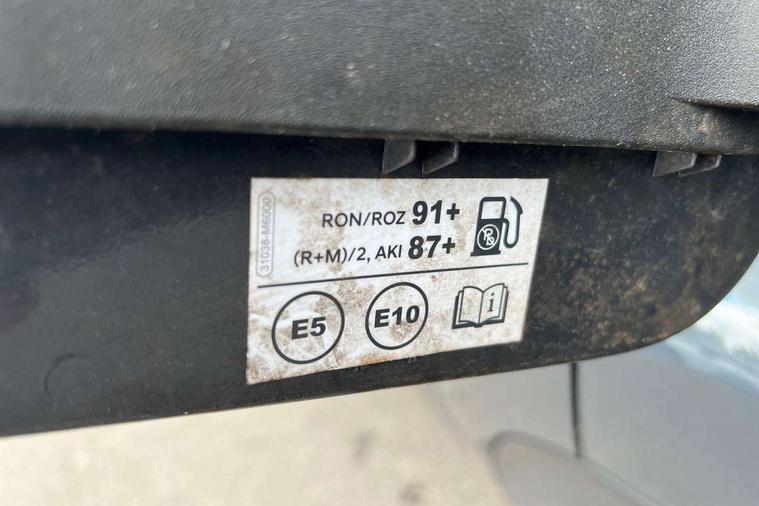 31038-M6000
RON/ROZ 91+
(R+M)/2, AKI 87+
E5
E10
i